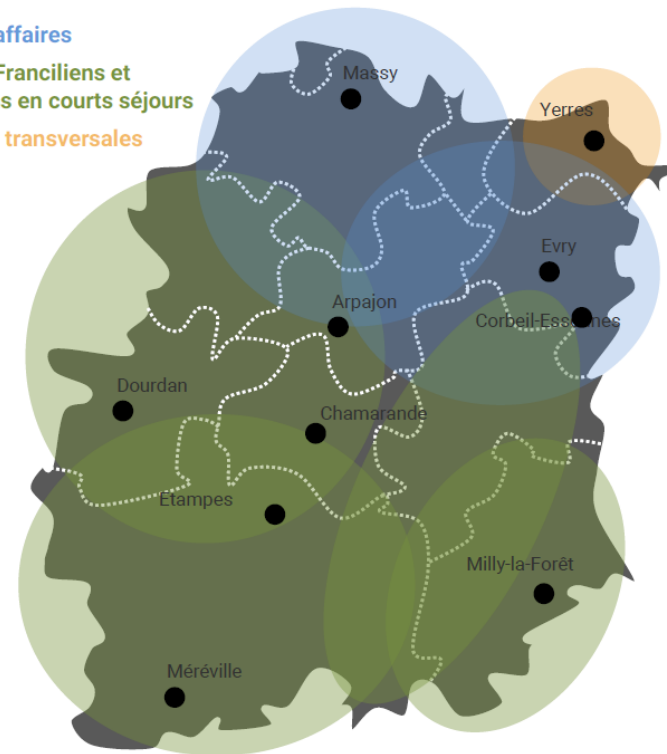 affaires
Franciliens et
s en courts séjours
transversales
Massy
Yerres
Evry
Arpajon
Corbeil-Essonnes
Dourdan
Chamarande
Etampes
Milly-la-Forêt
Méréville